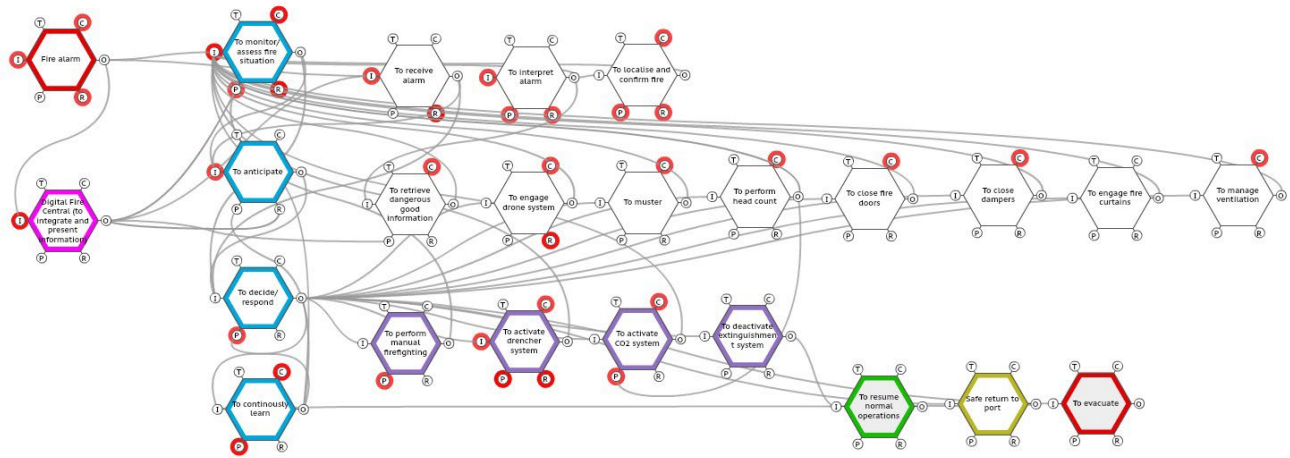 T C
Fire alarm
I O
P R
T C
To monitor/
assess fire
situation
I O
P R
T C
To receive
alarm
I O
P R
T C
To interpret
alarm
I O
P R
T C
To localise and
confirm fire
I O
P R
T C
Digital Fire
Central (to
integrate and
present
information)
I O
P R
T C
To anticipate
I O
P R
T C
To retrieve
dangerous
good
information
I O
P R
T C
To engage
drone system
I O
P R
T C
To muster
I O
P R
T C
To perform
head count
I O
P R
T C
To close fire
doors
I O
P R
T C
To close
dampers
I O
P R
T C
To engage fire
curtains
I O
P R
T C
To manage
ventilation
I O
P R
T C
To decide/
respond
I O
P R
T C
To perform
manual
firefighting
I O
P R
T C
To activate
drencher
system
I O
P R
T C
To activate
CO2 system
I O
P R
T C
To deactivate
extinguishmen
t system
I O
P R
T C
To continously
learn
I O
P R
T C
To resume
normal
operations
I O
P R
T C
Safe return to
port
I O
P R
T C
To evacuate
I O
P R